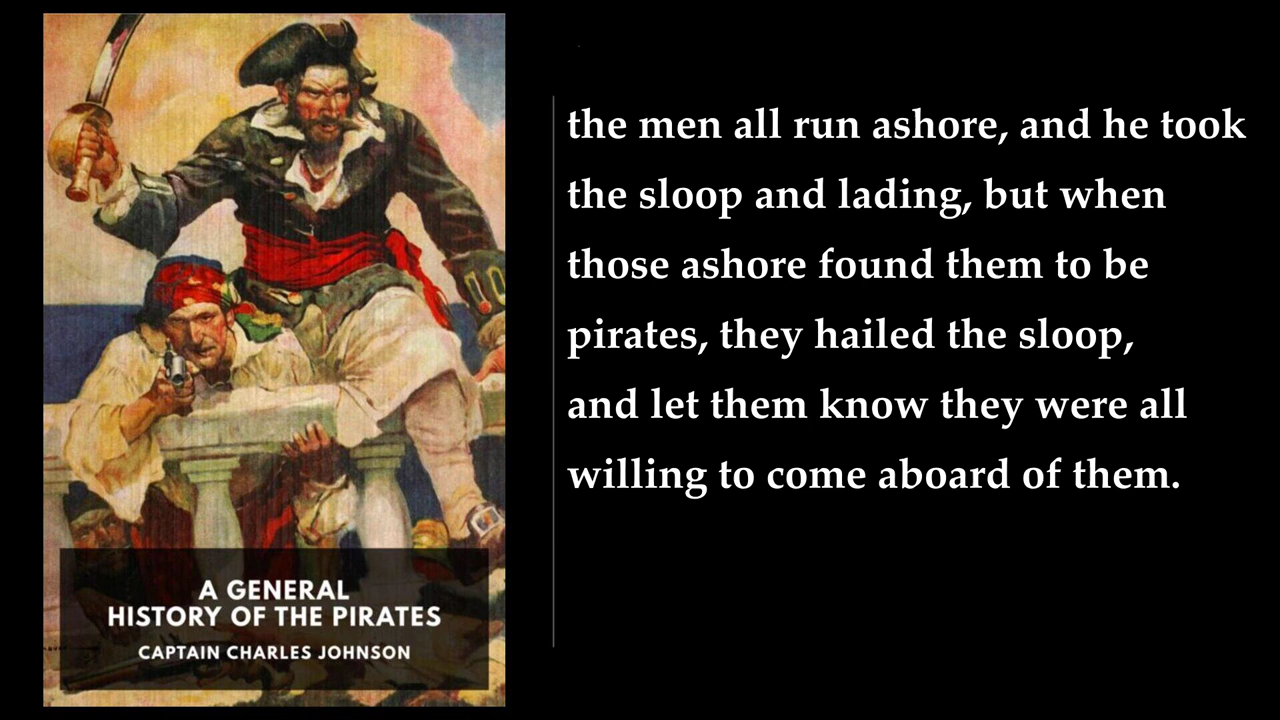 the men all run ashore, and he took
the sloop and lading, but when
those ashore found them to be
pirates, they hailed the sloop,
and let them know they were all
willing to come aboard of them.
A GENERAL
HISTORY OF THE PIRATES
CAPTAIN CHARLES JOHNSON